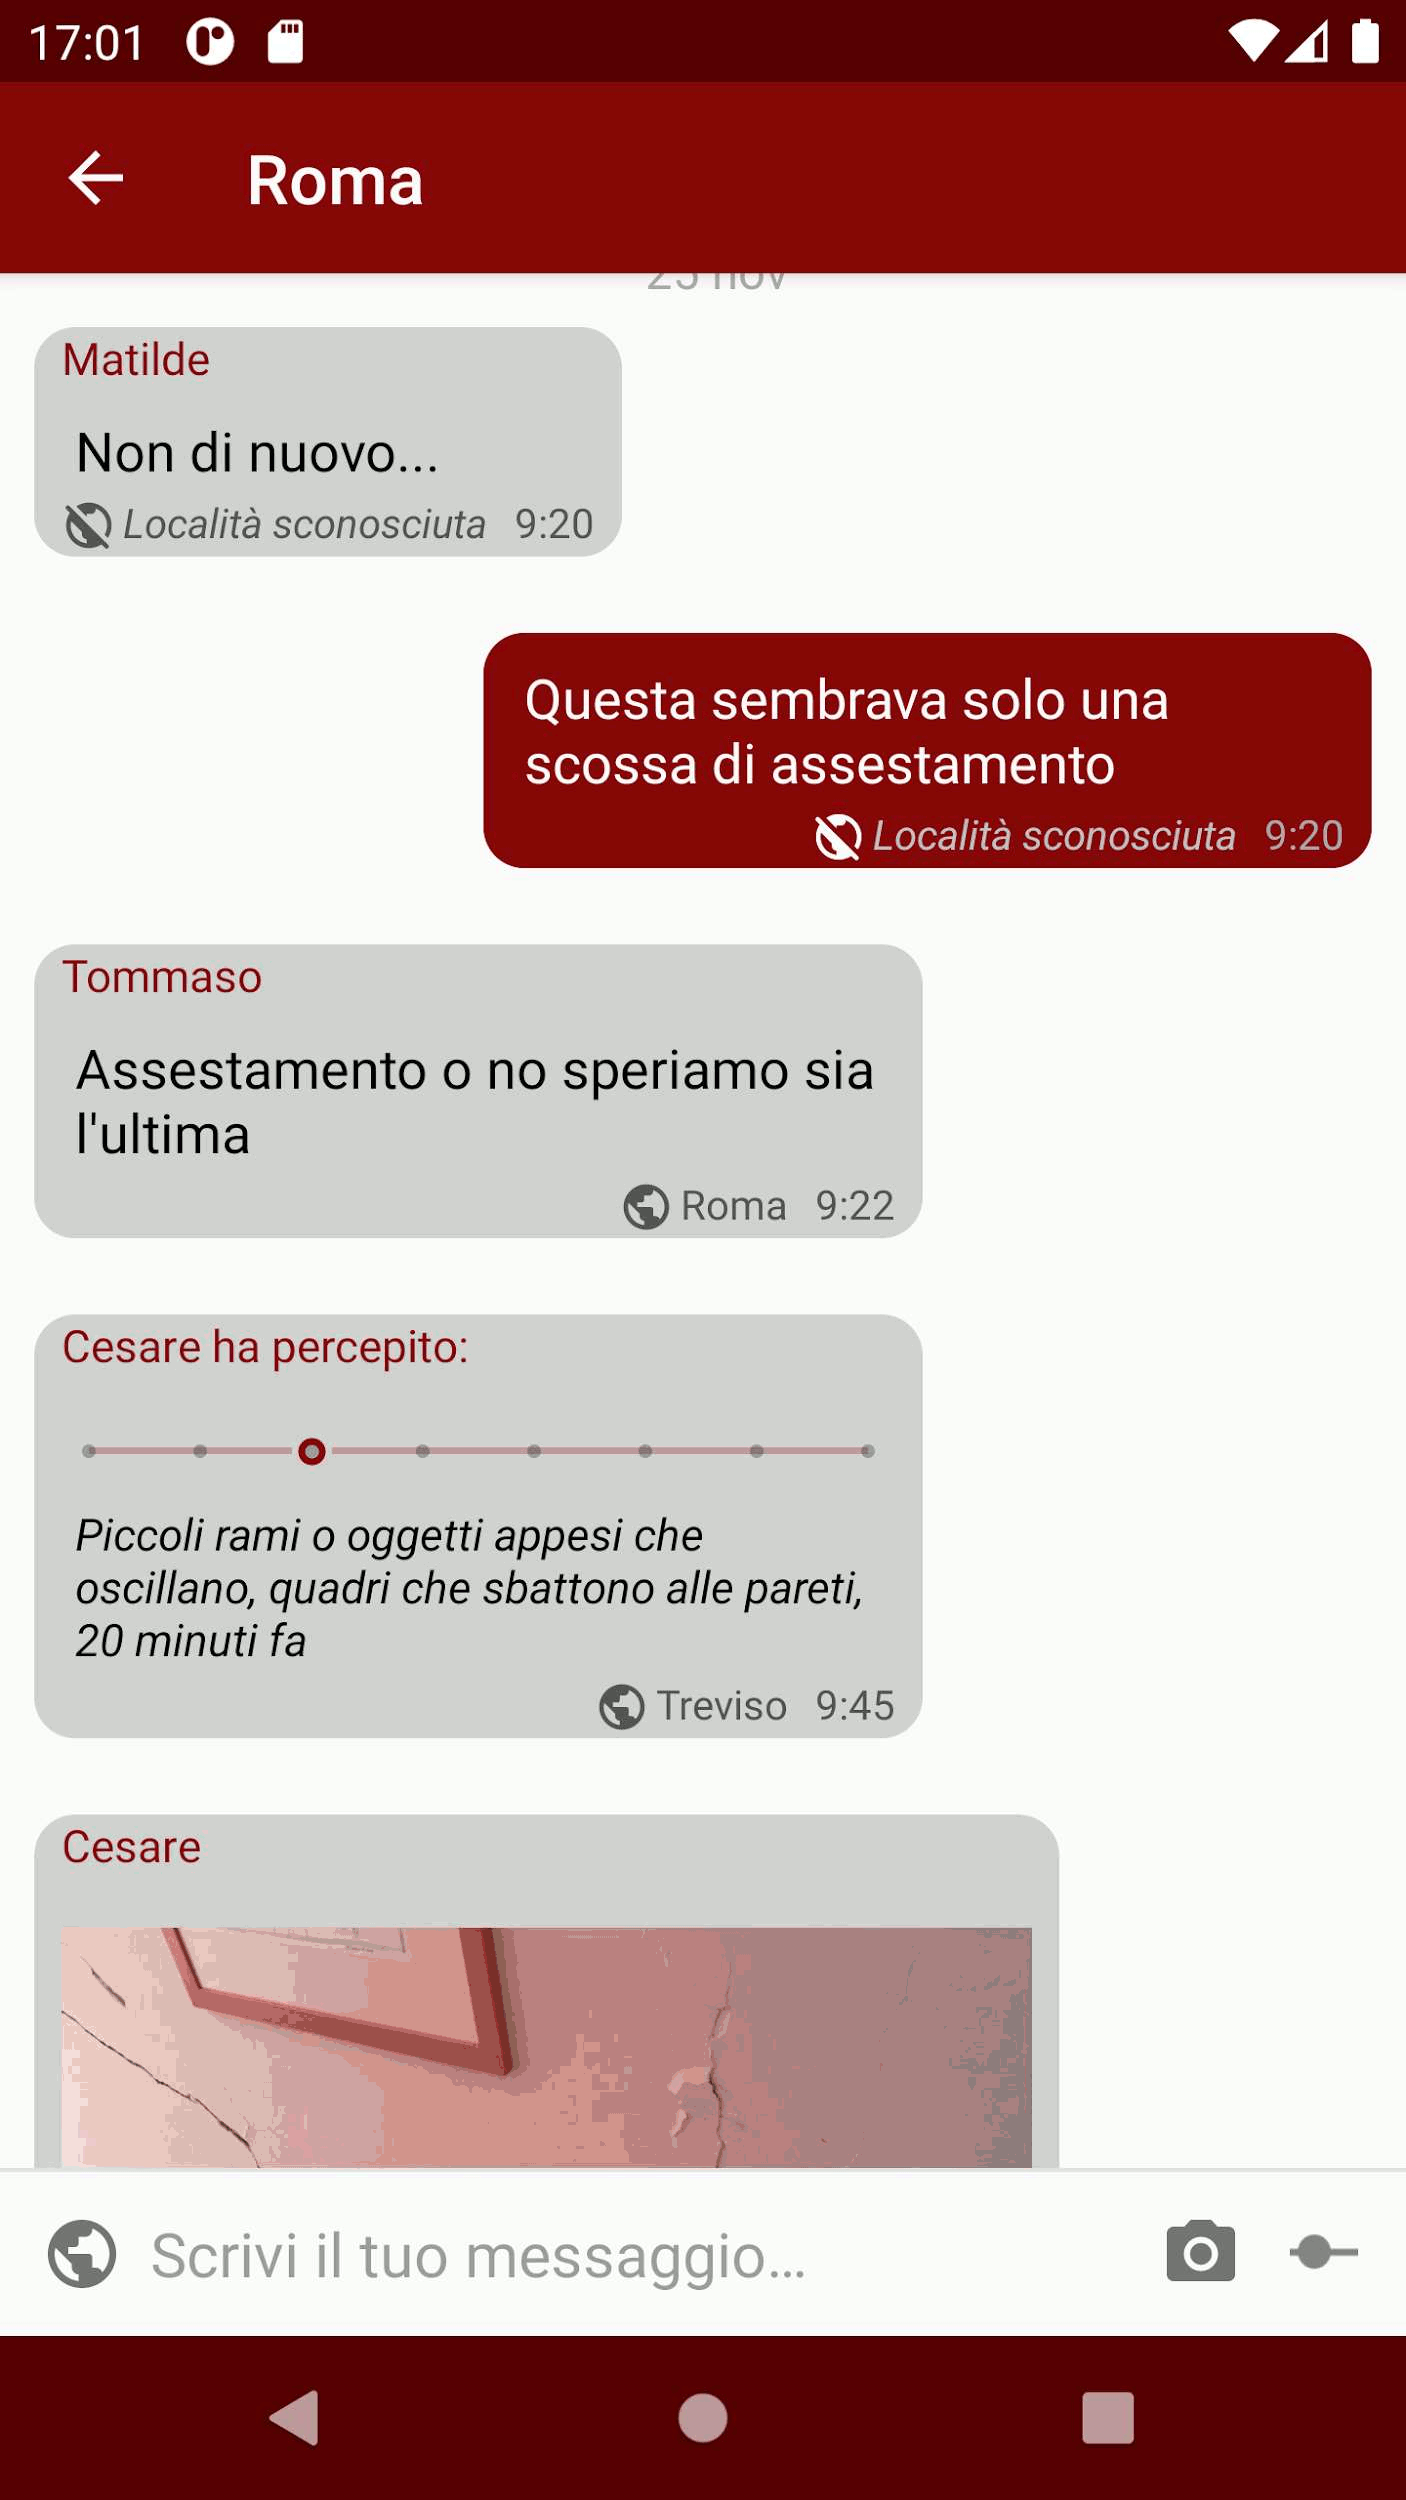 17:01
Roma
25 nov
Matilde
Non di nuovo...
Località sconosciuta 9:20
Questa sembrava solo una
scossa di assestamento
Località sconosciuta 9:20
Tommaso
Assestamento o no speriamo sia
l'ultima
Roma 9:22
Cesare ha percepito:
Piccoli rami o oggetti appesi che
oscillano, quadri che sbattono alle pareti,
20 minuti fa
Treviso 9:45
Cesare
Scrivi il tuo messaggio...